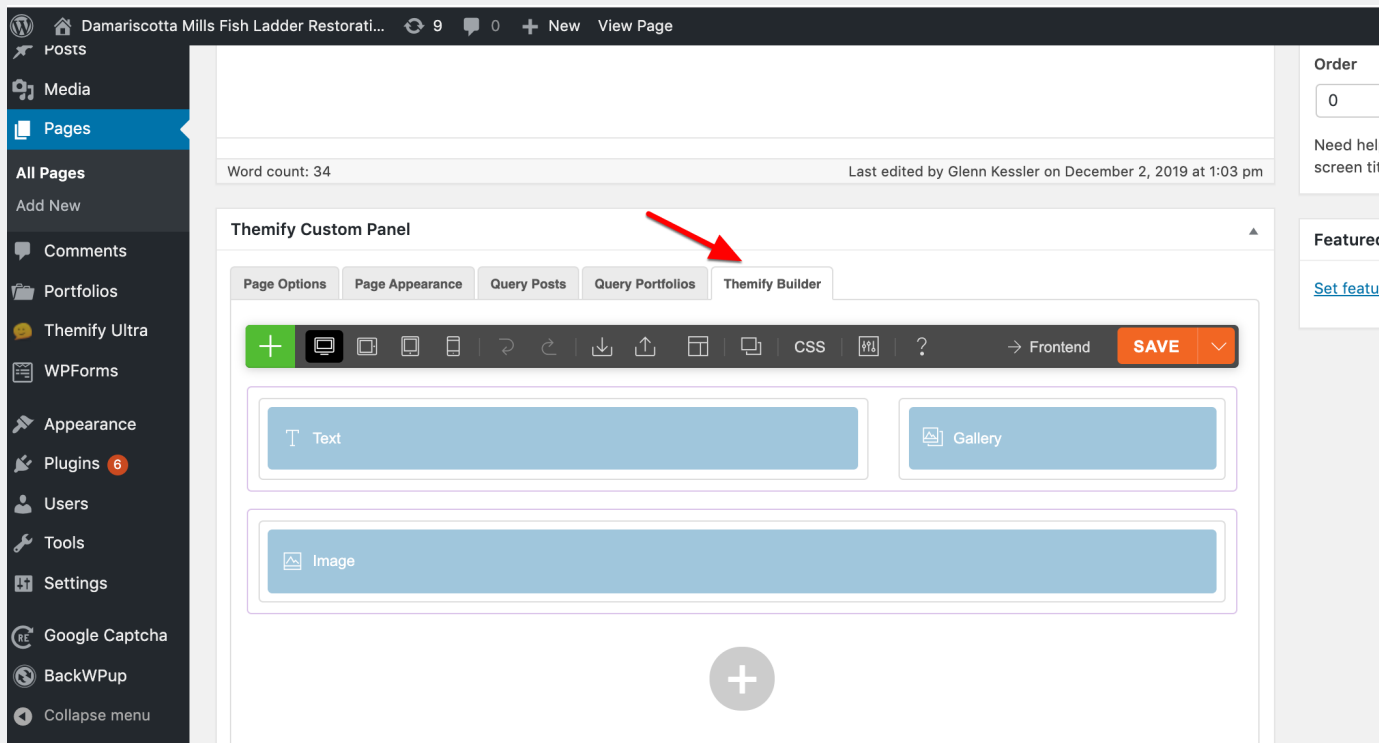 Damariscotta Mills Fish Ladder Restorati... 9 0 New View Page
Posts
Media
Pages
All Pages
Add New
Comments
Portfolios
Themify Ultra
WPForms
Appearance
Plugins 6
Users
Tools
Settings
Google Captcha
BackWPup
Collapse menu
Word count: 34
Last edited by Glenn Kessler on December 2, 2019 at 1:03 pm
Themify Custom Panel
Page Options
Page Appearance
Query Posts
Query Portfolios
Themify Builder
CSS
?
Frontend
SAVE
Text
Gallery
Image
Order
0
Need hel
screen tit
Featured
Set featu